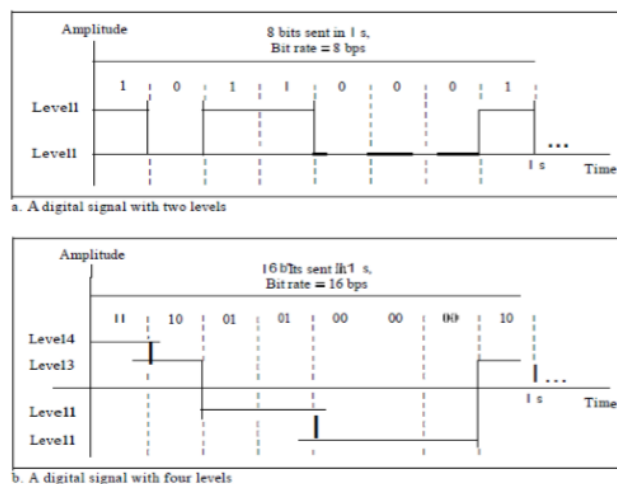 Amplitude
8 bits sent in 1 s,
Bit rate = 8 bps
1 0 1 1 0 0 0 1
Level1
Level1
...
1 s
Time
a. A digital signal with two levels
Amplitude
sent
Bit rate = 16 bps
11 10 01 01 00 00 00 10
Level4
Level3
...
1 s
Level1
Time
Level1
b. A digital signal with four levels